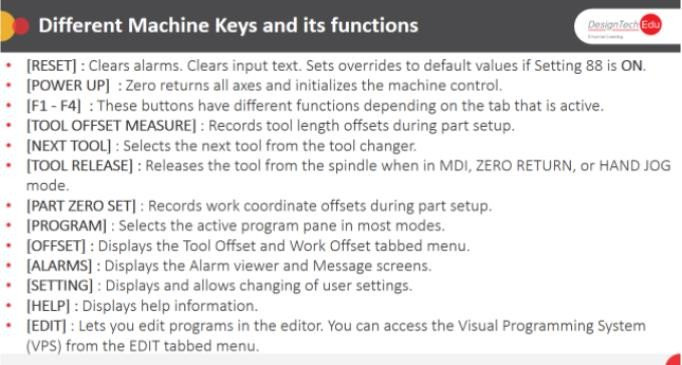 Different Machine Keys and its functions
DesignTech Edu
• [RESET] : Clears alarms. Clears input text. Sets overrides to default values if Setting 88 is ON.
• [POWER UP]  : Zero returns all axes and initializes the machine control.
• [F1 - F4]  : These buttons have different functions depending on the tab that is active.
• [TOOL OFFSET MEASURE] : Records tool length offsets during part setup.
• [NEXT TOOL] : Selects the next tool from the tool changer.
• [TOOL RELEASE] : Releases the tool from the spindle when in MDI, ZERO RETURN, or HAND JOG
mode.
• [PART ZERO SET] : Records work coordinate offsets during part setup.
• [PROGRAM] : Selects the active program pane in most modes.
• [OFFSET] : Displays the Tool Offset and Work Offset tabbed menu.
• [ALARMS] : Displays the Alarm viewer and Message screens.
• [SETTING] : Displays and allows changing of user settings.
• [HELP] : Displays help information.
• [EDIT] : Lets you edit programs in the editor. You can access the Visual Programming System
(VPS) from the EDIT tabbed menu.